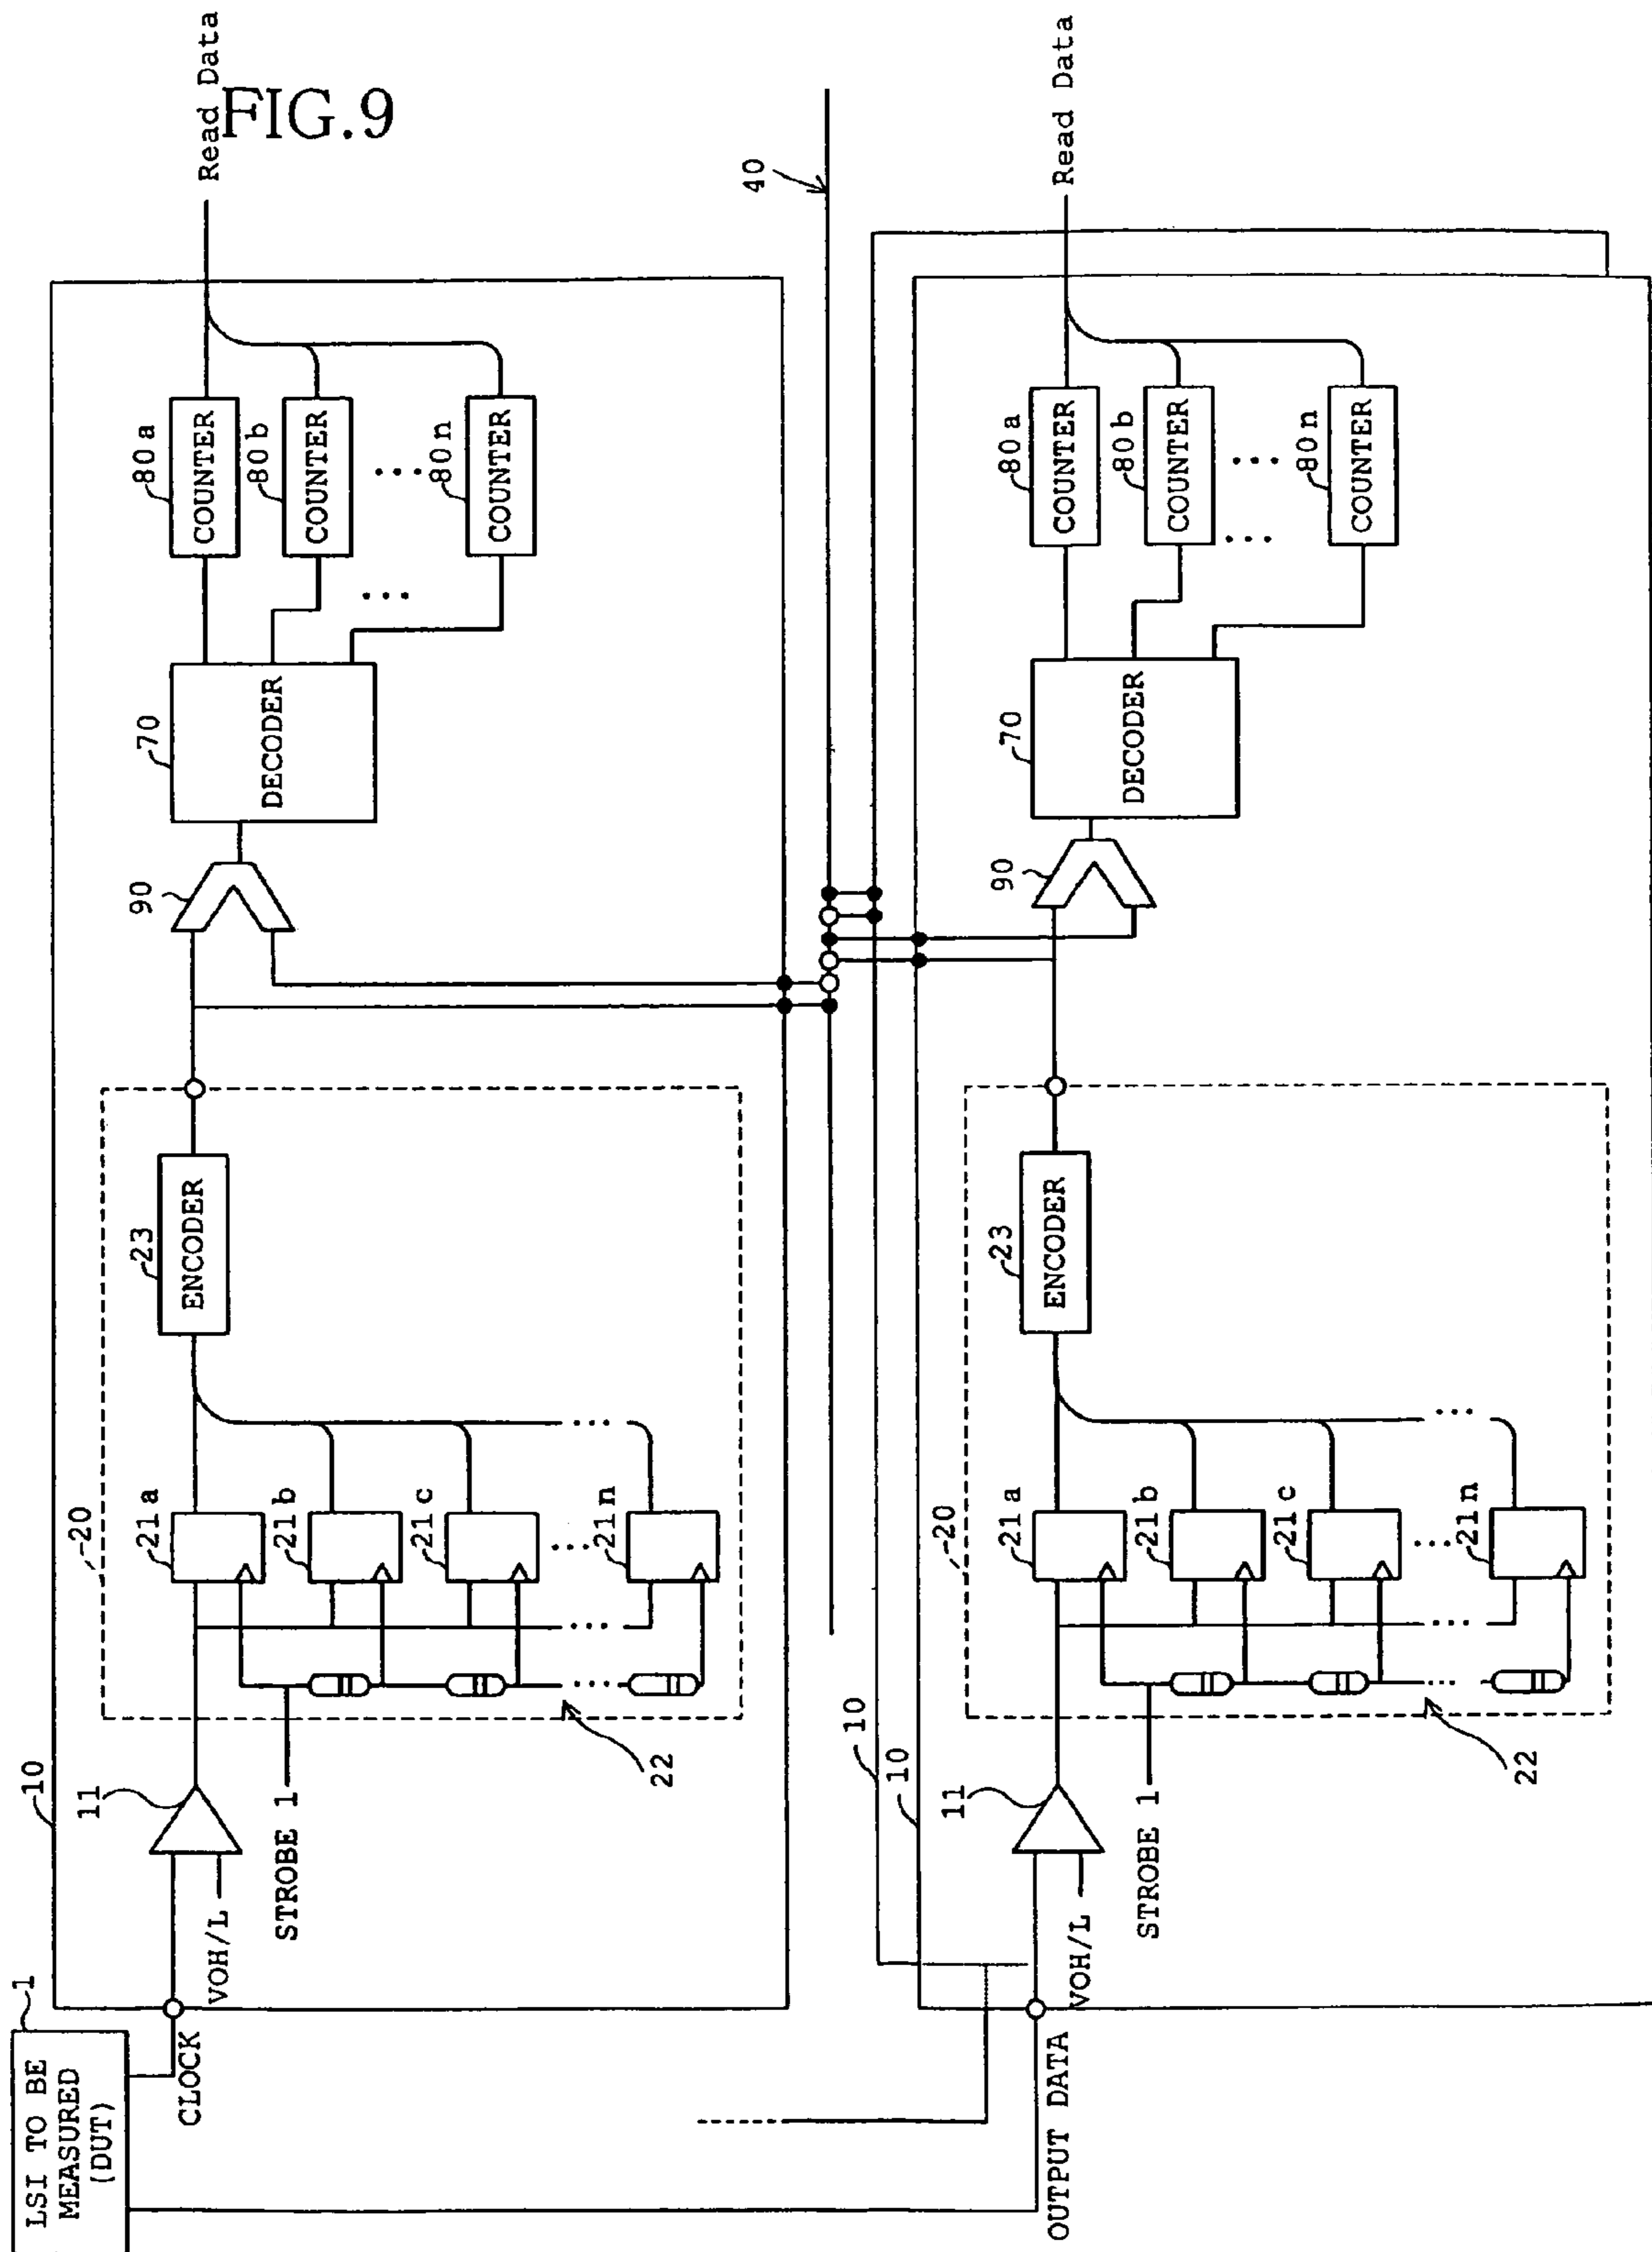 FIG.9
LSI TO BE
MEASURED
(DUT)
1
CLOCK
10
VOH/L
11
STROBE 1
22
20
21a
21b
21c
...
21n
...
...
...
23
ENCODER
90
70
DECODER
80a
COUNTER
80b
COUNTER
...
...
80n
COUNTER
Read Data
40
OUTPUT DATA
10
10
VOH/L
11
STROBE 1
22
20
21a
21b
21c
...
21n
...
...
...
23
ENCODER
90
70
DECODER
80a
COUNTER
80b
COUNTER
...
...
80n
COUNTER
Read Data